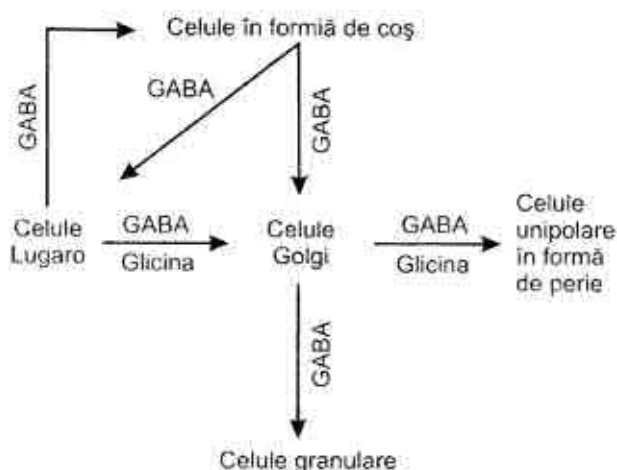 Celule în formiă de coş
GABA
GABA
GABA
Celule
Lugaro
GABA
Glicina
Celule
Golgi
GABA
Glicina
Celule
unipolare
în formă
de perie
GABA
Celule granulare